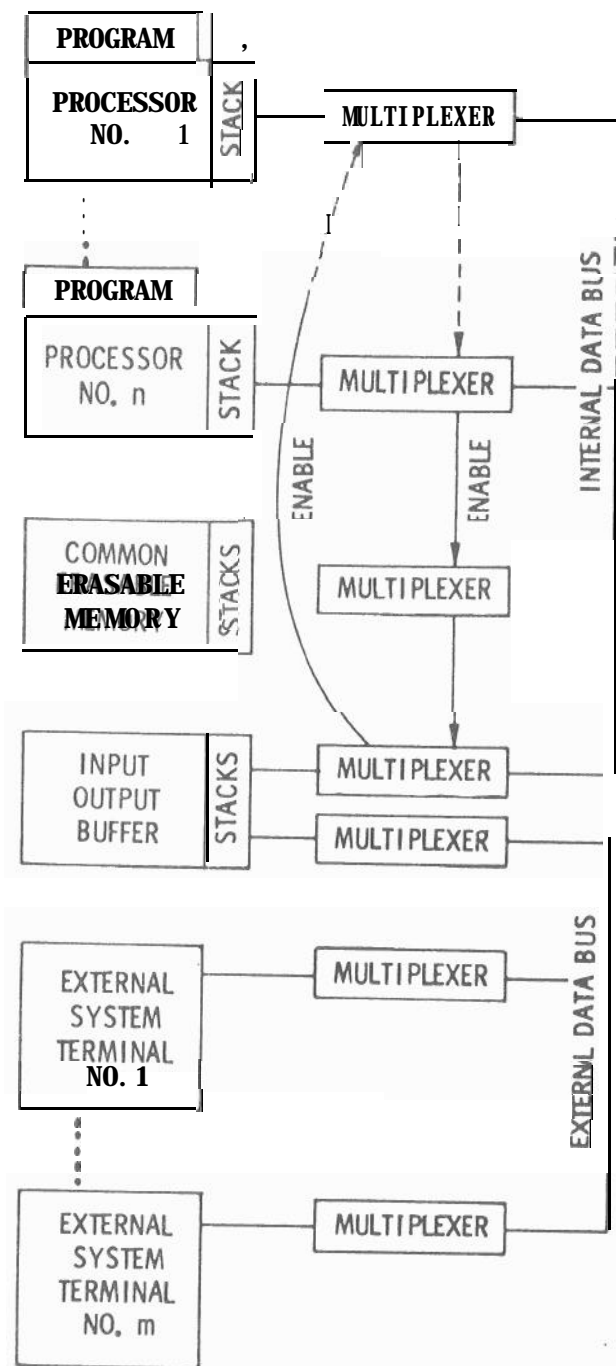 PROGRAM ,
PROCESSOR
NO. 1
STACK
MULTIPLEXER
PROGRAM
PROCESSOR
NO. n
STACK
MULTIPLEXER
INTERNAL DATA BUS
ENABLE
ENABLE
COMMON
ERASABLE
MEMORY
STACKS
MULTIPLEXER
INPUT
OUTPUT
BUFFER
STACKS
MULTIPLEXER
MULTIPLEXER
EXTERNAL
SYSTEM
TERMINAL
NO. 1
MULTIPLEXER
EXTERNL DATA BUS
EXTERNAL
SYSTEM
TERMINAL
NO. m
MULTIPLEXER